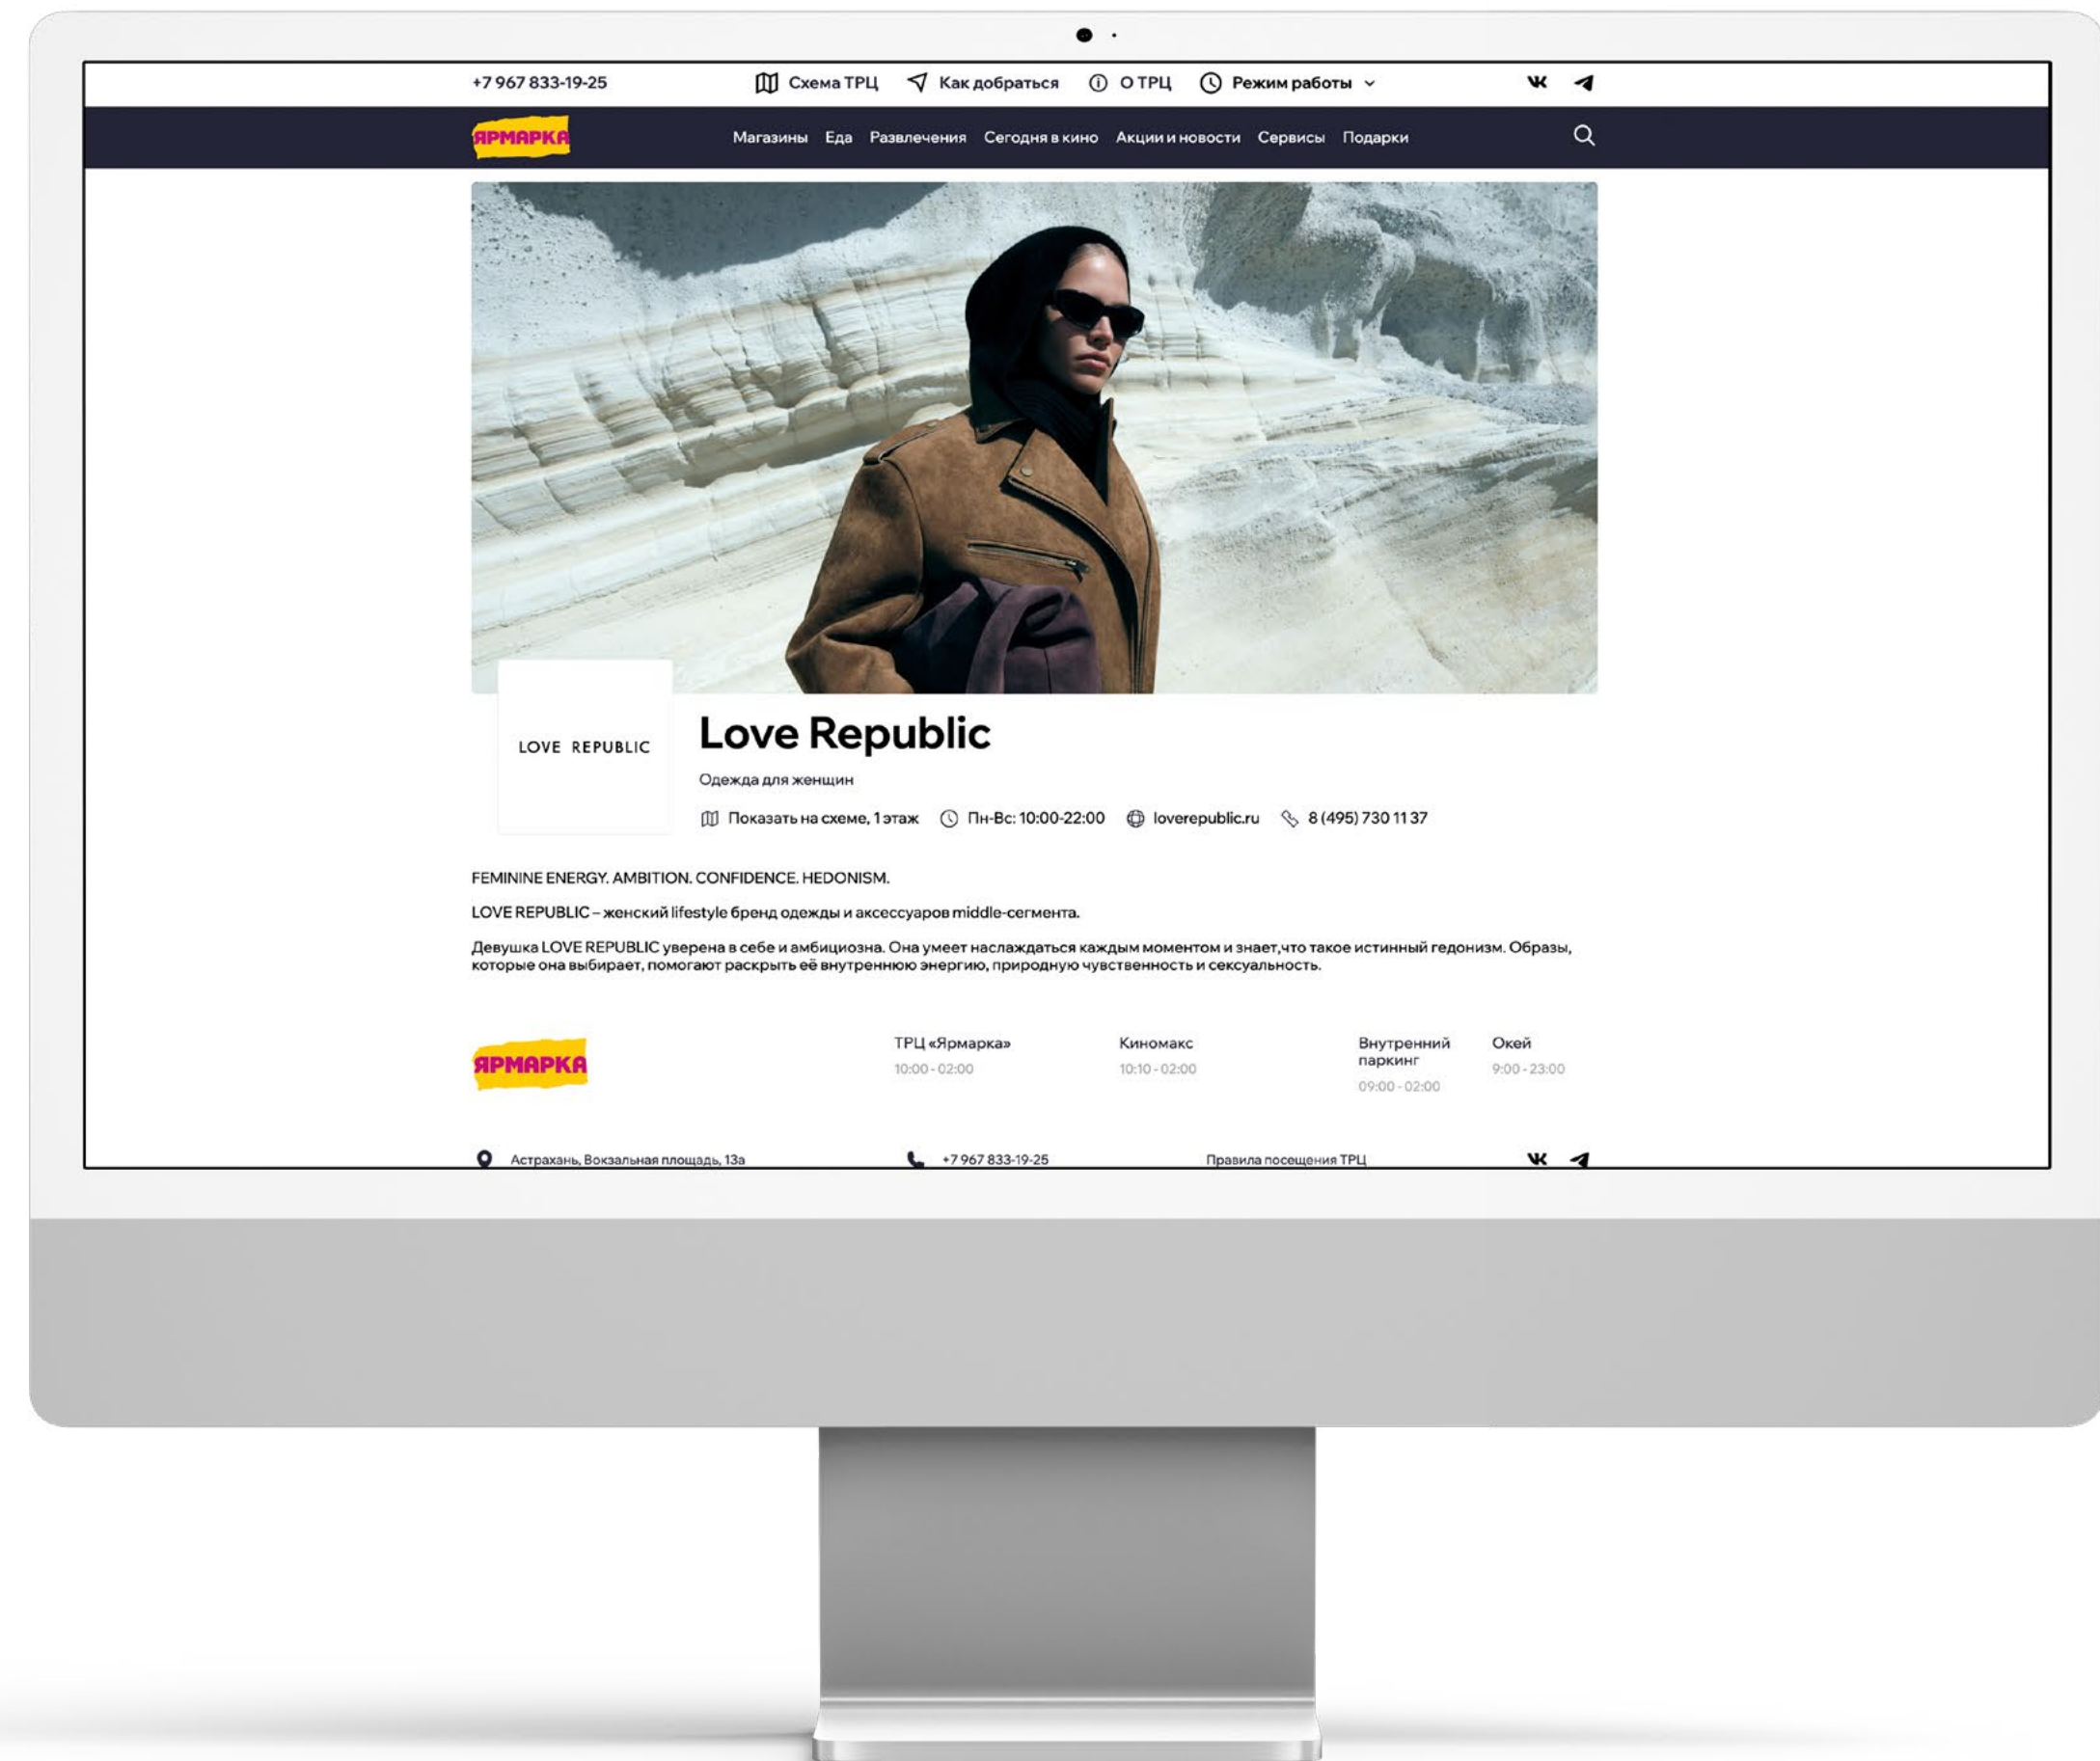 +7 967 833-19-25 Схема ТРЦ Как добраться О ТРЦ Режим работы
ЯРМАРКА Магазины Еда Развлечения Сегодня в кино Акции и новости Сервисы Подарки
LOVE REPUBLIC
Love Republic
Одежда для женщин
Показать на схеме, 1 этаж Пн-Вс: 10:00-22:00 loverepublic.ru 8 (495) 730 11 37
FEMININE ENERGY. AMBITION. CONFIDENCE. HEDONISM.
LOVE REPUBLIC – женский lifestyle бренд одежды и аксессуаров middle-сегмента.
Девушка LOVE REPUBLIC уверена в себе и амбициозна. Она умеет наслаждаться каждым моментом и знает,что такое истинный гедонизм. Образы,
которые она выбирает, помогают раскрыть её внутреннюю энергию, природную чувственность и сексуальность.
ЯРМАРКА
ТРЦ «Ярмарка»
10:00 - 02:00
Киномакс
10:10 - 02:00
Внутренний
паркинг
09:00 - 02:00
Окей
9:00 - 23:00
Астрахань, Вокзальная площадь, 13а +7 967 833-19-25 Правила посещения ТРЦ